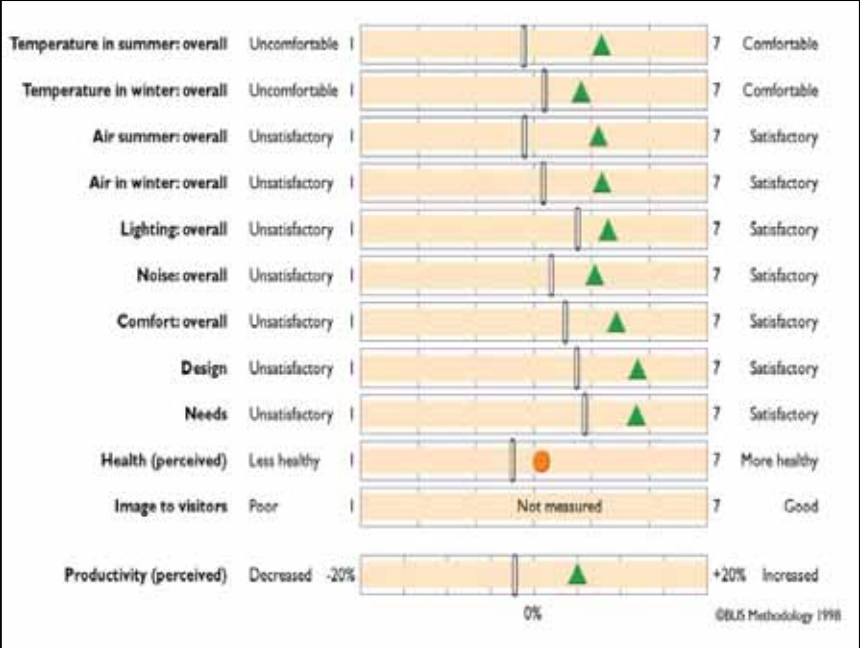 Temperature in summer: overall Uncomfortable 1 7 Comfortable
Temperature in winter: overall Uncomfortable 1 7 Comfortable
Air summer: overall Unsatisfactory 1 7 Satisfactory
Air in winter: overall Unsatisfactory 1 7 Satisfactory
Lighting: overall Unsatisfactory 1 7 Satisfactory
Noise: overall Unsatisfactory 1 7 Satisfactory
Comfort: overall Unsatisfactory 1 7 Satisfactory
Design Unsatisfactory 1 7 Satisfactory
Needs Unsatisfactory 1 7 Satisfactory
Health (perceived) Less healthy 1 7 More healthy
Image to visitors Poor 1 Not measured 7 Good
Productivity (perceived) Decreased -20% +20% Increased
0% ©BUS Methodology 1998